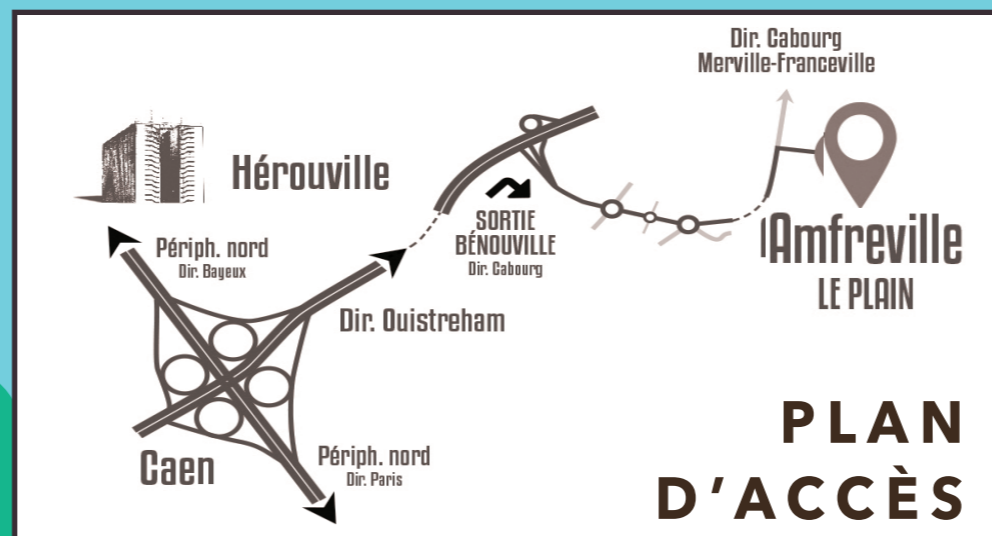 Dir. Cabourg
Merville-Franceville
Hérouville
SORTIE
BÉNOUVILLE
Dir. Cabourg
Périph. nord
Dir. Bayeux
Amfreville
LE PLAIN
Dir. Ouistreham
Caen
Périph. nord
Dir. Paris
PLAN
D’ACCÈS